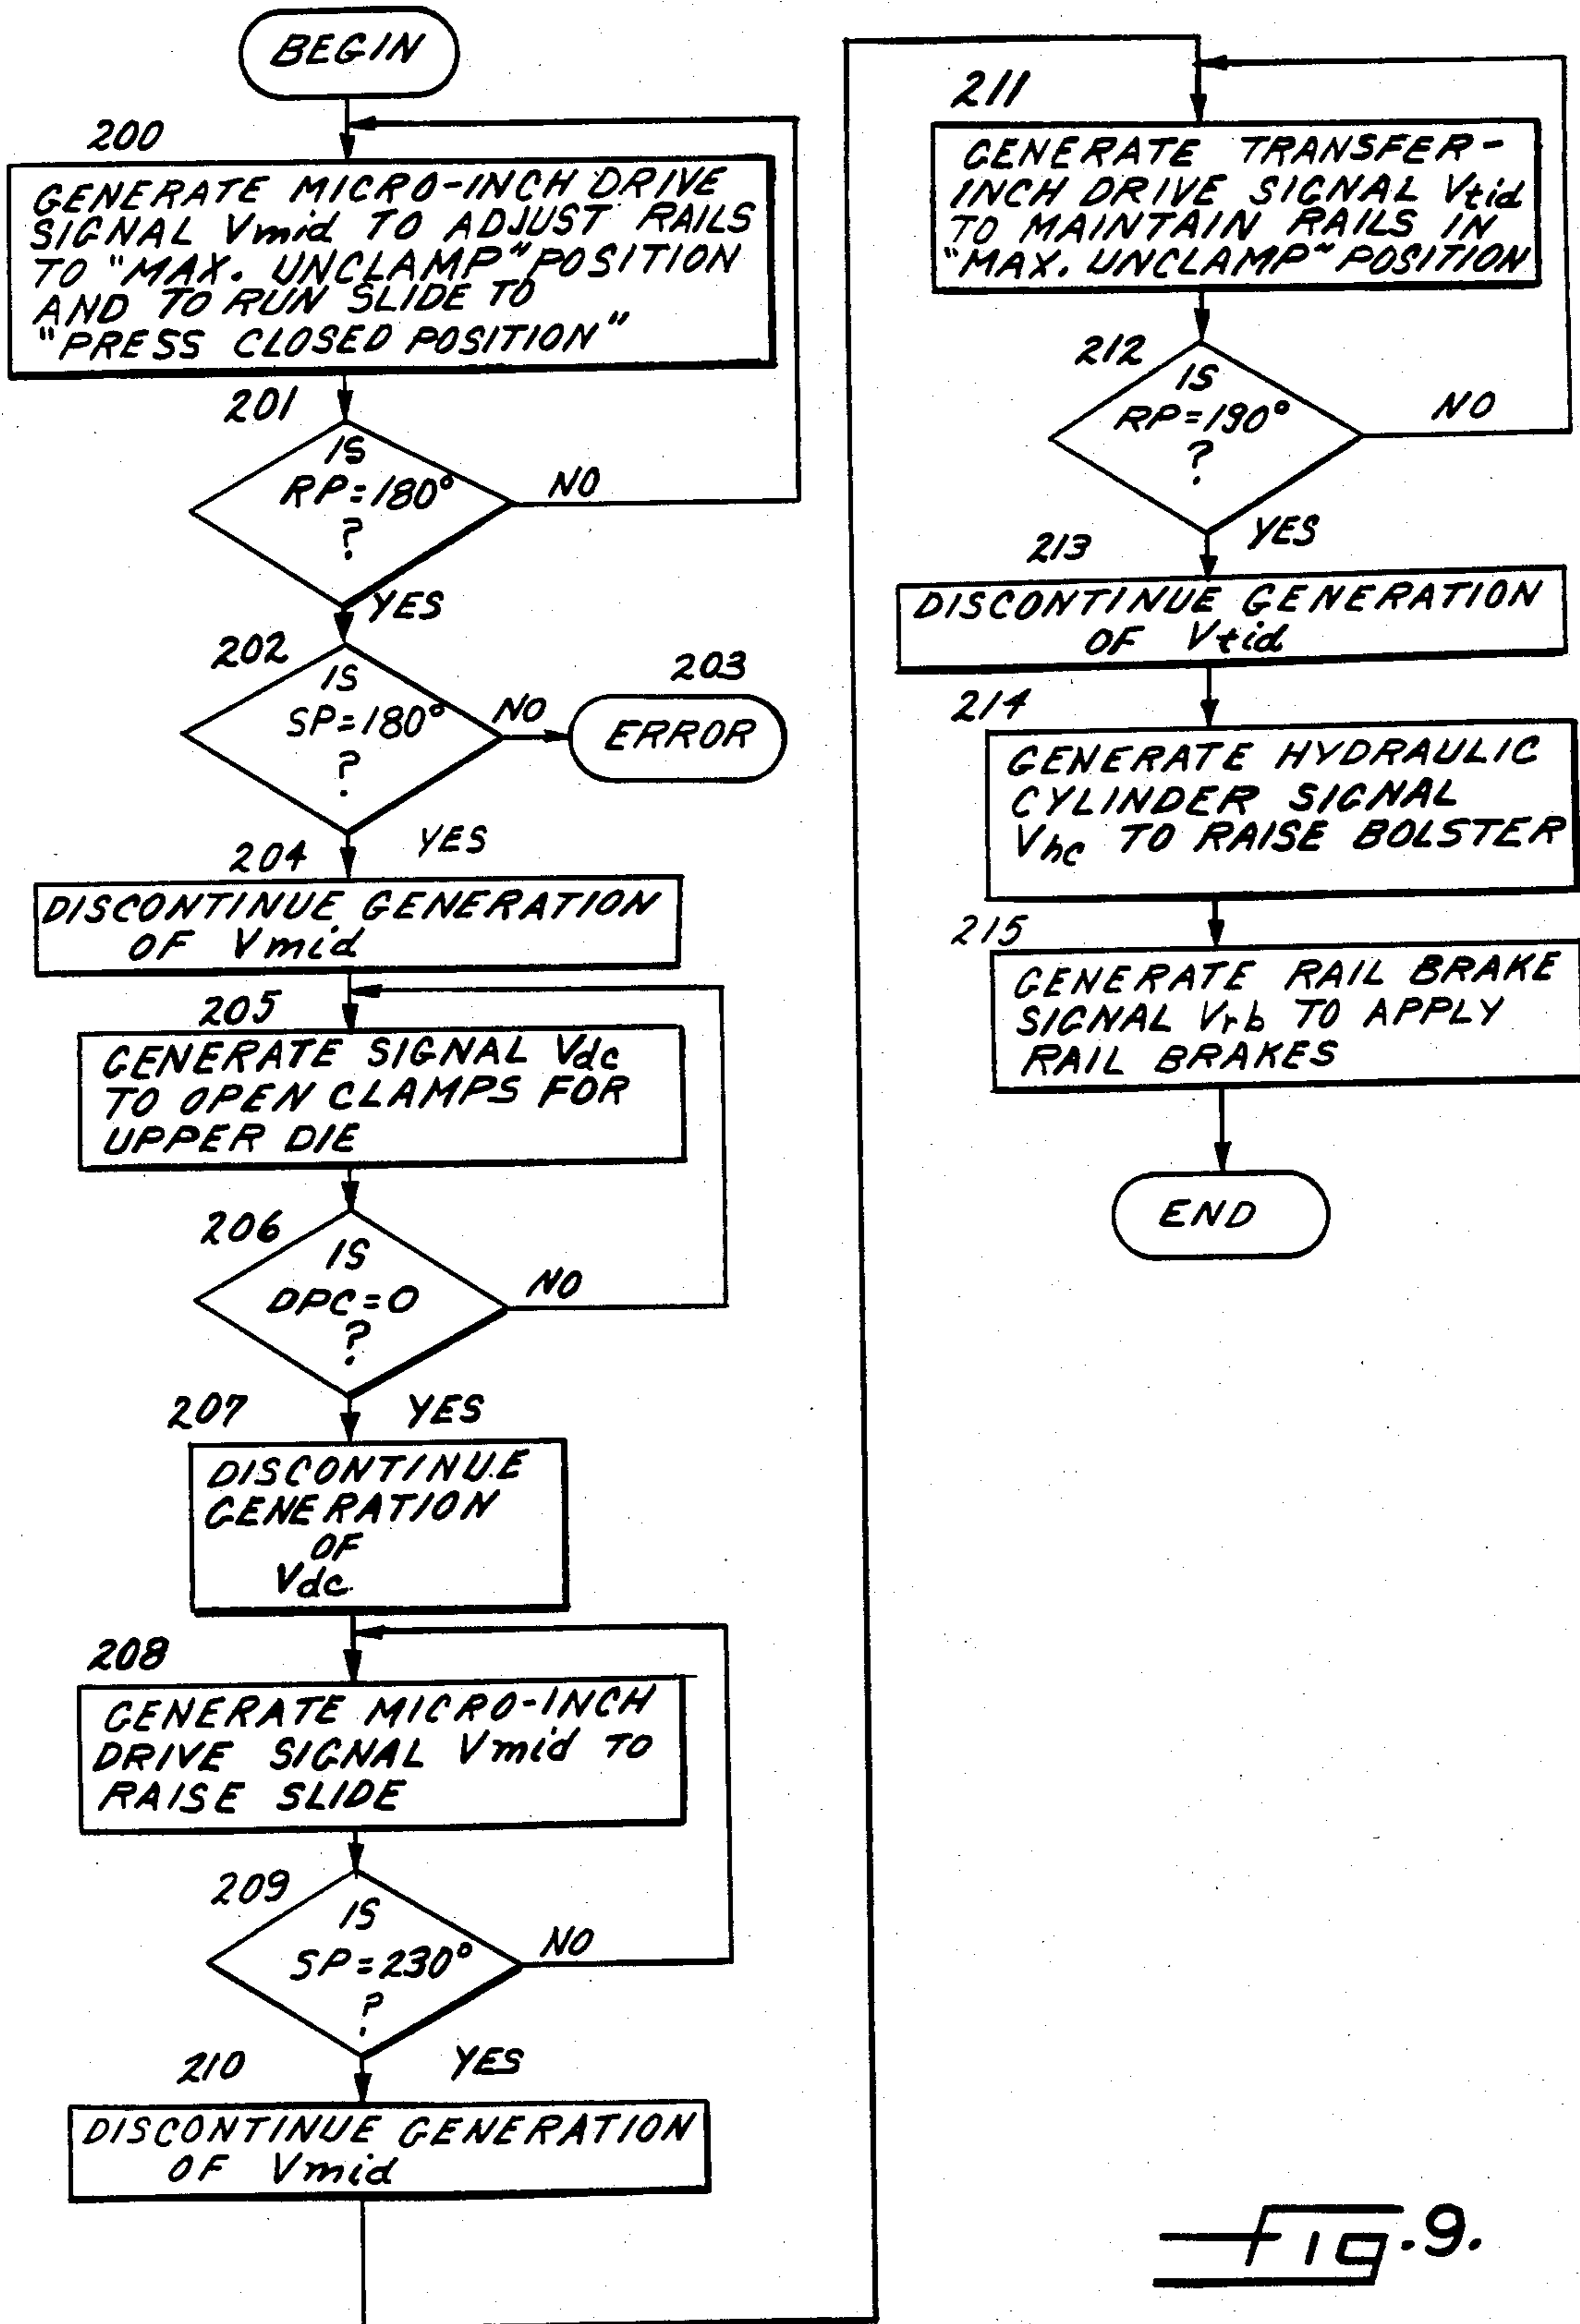 BEGIN
200
GENERATE MICRO-INCH DRIVE
SIGNAL Vmid TO ADJUST RAILS
TO "MAX. UNCLAMP" POSITION
AND TO RUN SLIDE TO
"PRESS CLOSED POSITION"
201
IS
RP=180°
?
NO
YES
202
IS
SP=180°
?
NO
203
ERROR
YES
204
DISCONTINUE GENERATION
OF Vmid
205
GENERATE SIGNAL Vdc
TO OPEN CLAMPS FOR
UPPER DIE
206
IS
DPC=0
?
NO
207
YES
DISCONTINUE
GENERATION
OF
Vdc
208
GENERATE MICRO-INCH
DRIVE SIGNAL Vmid TO
RAISE SLIDE
209
IS
SP=230°
?
NO
210
YES
DISCONTINUE GENERATION
OF Vmid
211
GENERATE TRANSFER-
INCH DRIVE SIGNAL Vtid
TO MAINTAIN RAILS IN
"MAX. UNCLAMP" POSITION
212
IS
RP=190°
?
NO
YES
213
DISCONTINUE GENERATION
OF Vtid
214
GENERATE HYDRAULIC
CYLINDER SIGNAL
Vhc TO RAISE BOLSTER
215
GENERATE RAIL BRAKE
SIGNAL Vrb TO APPLY
RAIL BRAKES
END
Fig.9.